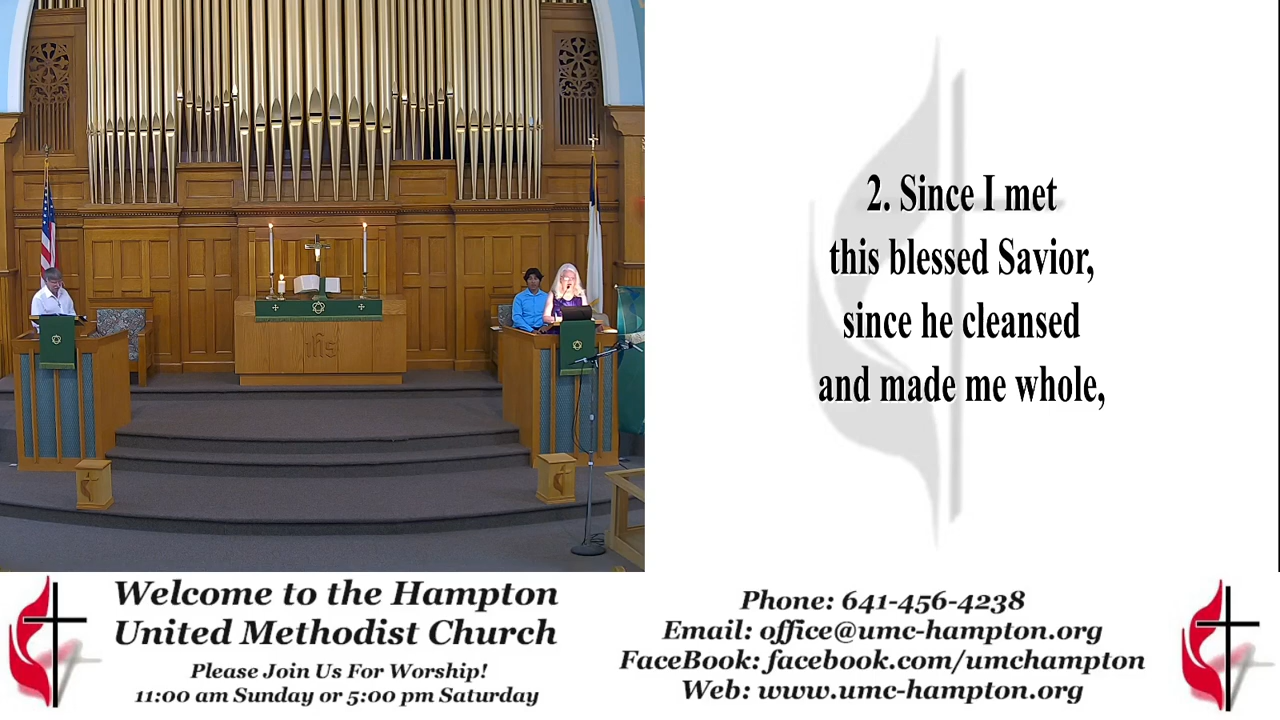 ihs
2. Since I met
this blessed Savior,
since he cleansed
and made me whole,
Welcome to the Hampton
United Methodist Church
Please Join Us For Worship!
11:00 am Sunday or 5:00 pm Saturday
Phone: 641-456-4238
Email: office@umc-hampton.org
FaceBook: facebook.com/umchampton
Web: www.umc-hampton.org